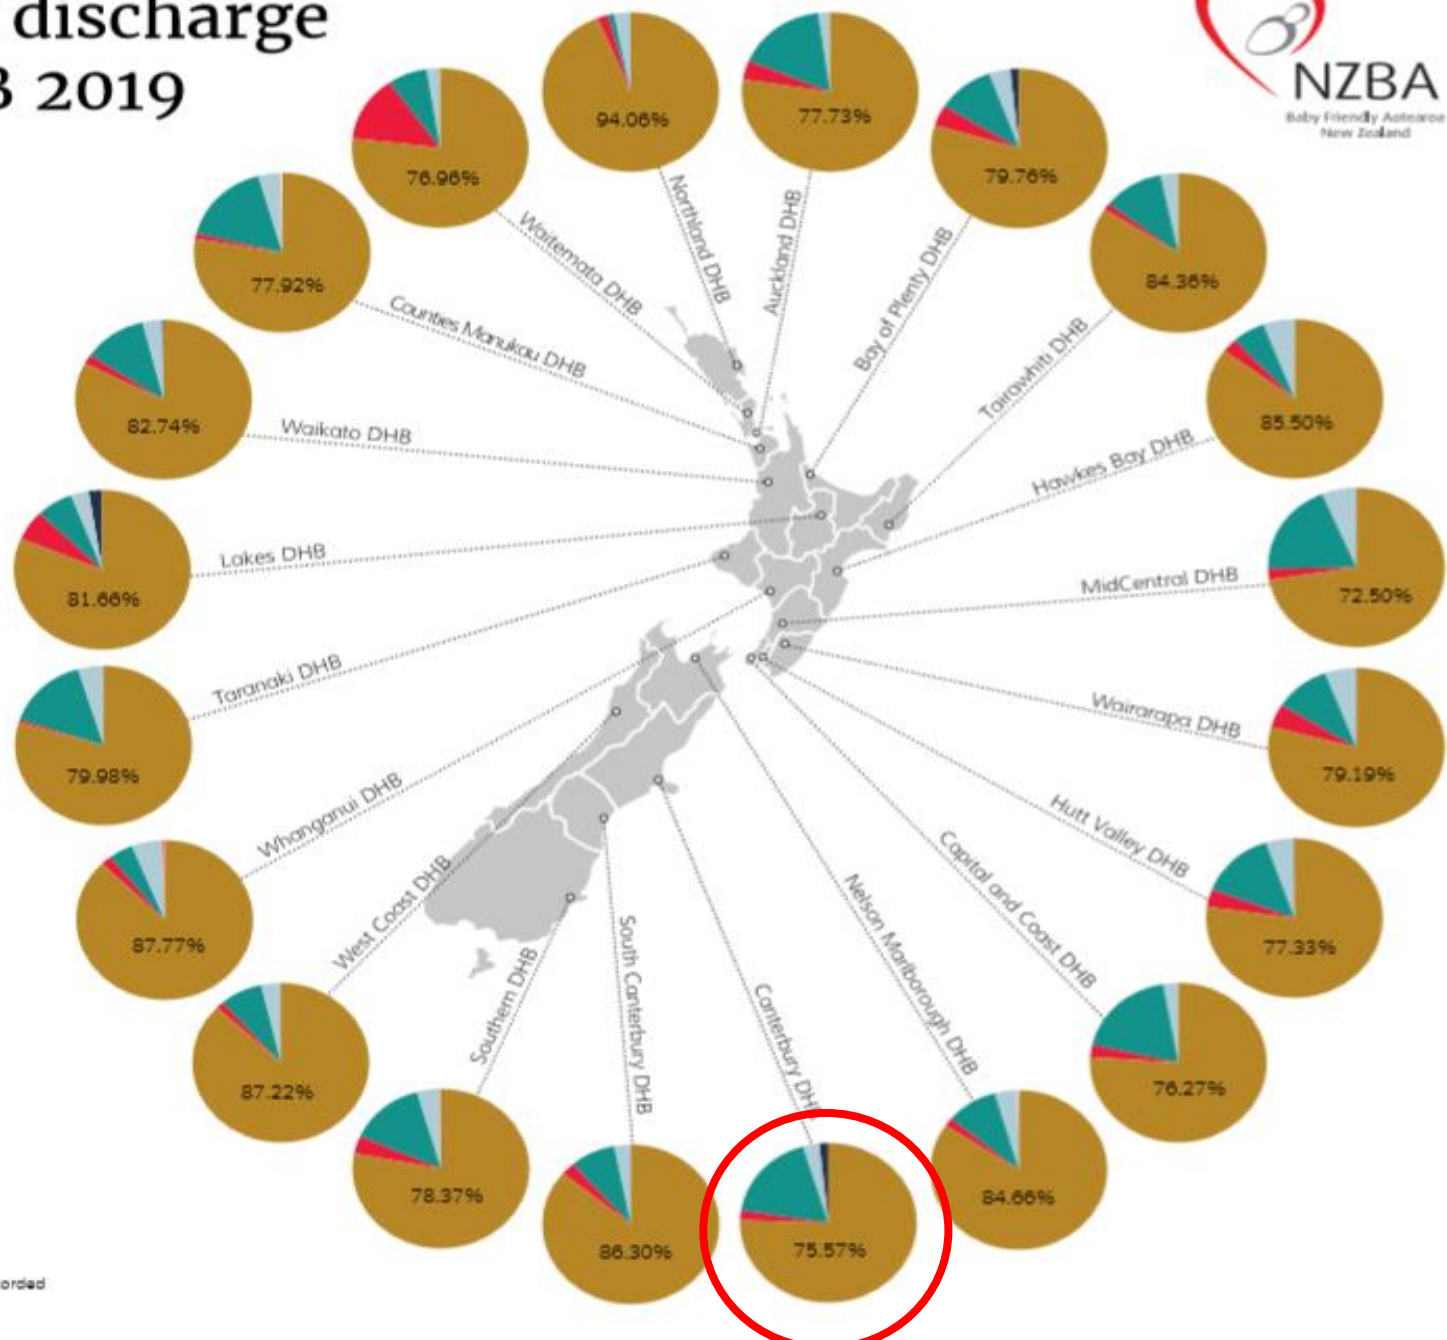 discharge
2019
NZBA
Baby Friendly Aotearoa
New Zealand
94.06%
77.73%
76.96%
79.76%
77.92%
84.36%
82.74%
85.50%
81.66%
72.50%
79.98%
79.19%
87.77%
77.33%
87.22%
76.27%
78.37%
84.66%
86.30%
75.57%
Northland DHB
Auckland DHB
Waitemata DHB
Bay of Plenty DHB
Counties Manukau DHB
Tairawhiti DHB
Waikato DHB
Hawkes Bay DHB
Lakes DHB
MidCentral DHB
Taranaki DHB
Wairarapa DHB
Whanganui DHB
Hutt Valley DHB
West Coast DHB
Capital and Coast DHB
Southern DHB
South Canterbury DHB
Canterbury DH
Nelson Marlborough DHB
orded